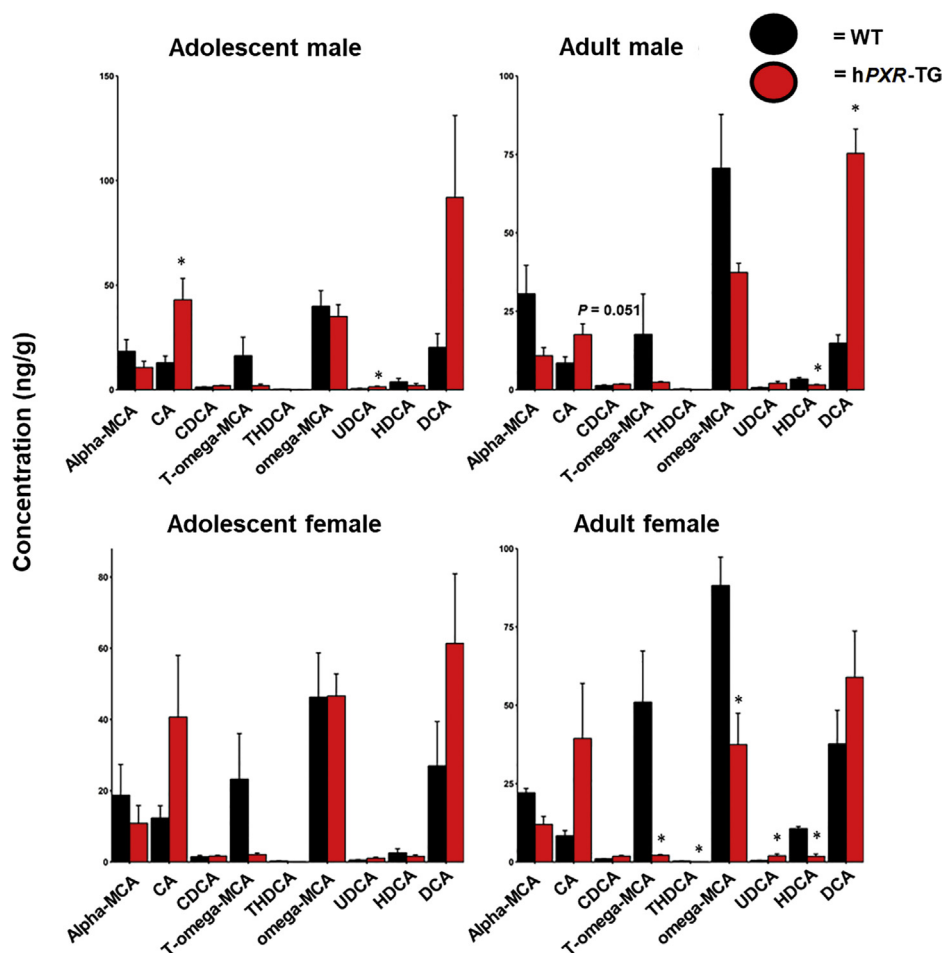 Adolescent male
Adult male
= WT
= hPXR-TG
Concentration (ng/g)
150
100
50
0
*
*
Alpha-MCA
CA
CDCA
T-omega-MCA
THDCA
omega-MCA
UDCA
HDCA
DCA
100
75
50
25
0
P = 0.051
*
*
Alpha-MCA
CA
CDCA
T-omega-MCA
THDCA
omega-MCA
UDCA
HDCA
DCA
Adolescent female
Adult female
80
60
40
20
0
Alpha-MCA
CA
CDCA
T-omega-MCA
THDCA
omega-MCA
UDCA
HDCA
DCA
100
75
50
25
0
*
*
*
*
*
Alpha-MCA
CA
CDCA
T-omega-MCA
THDCA
omega-MCA
UDCA
HDCA
DCA